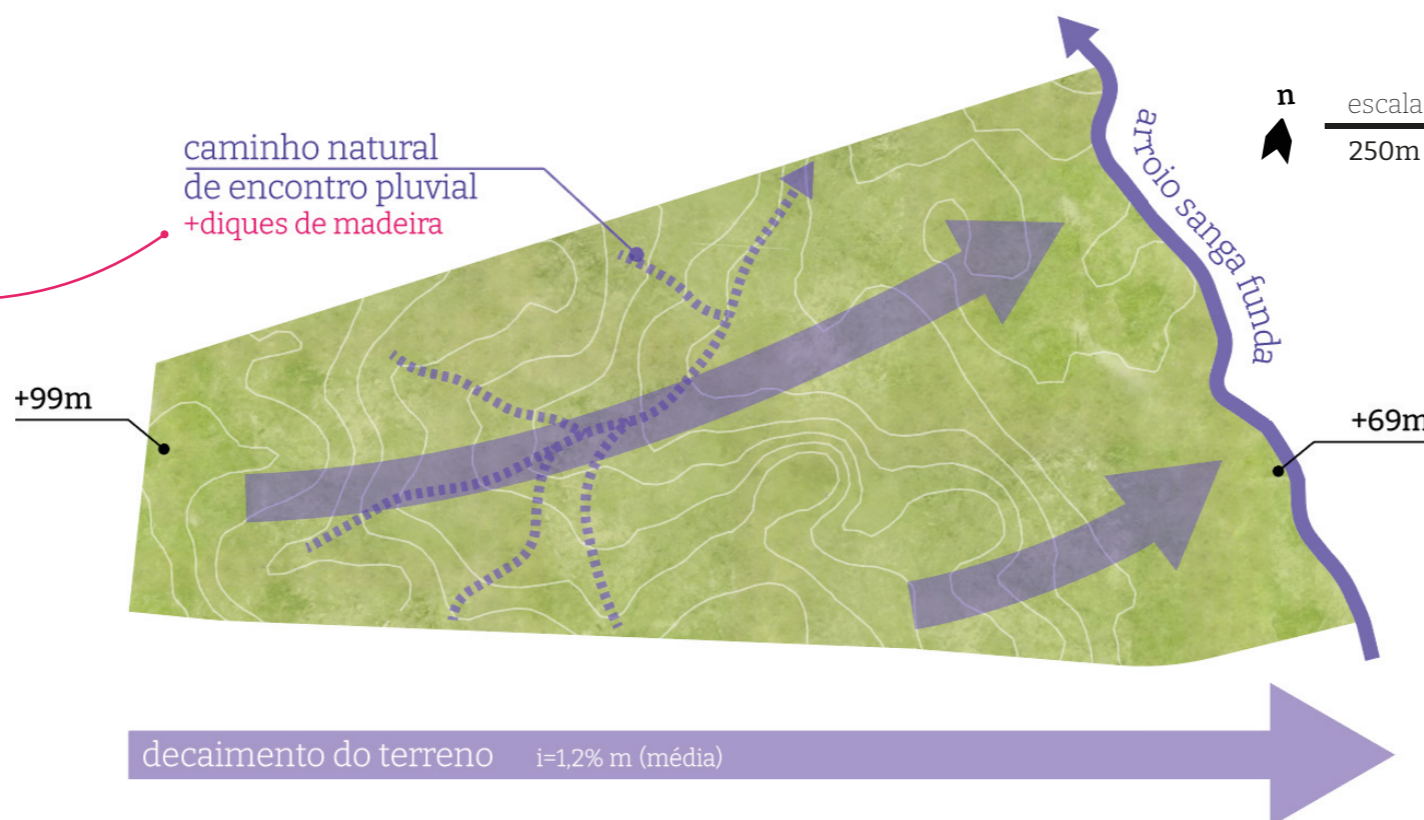 n
escala
250m
arroio sanga funda
caminho natural
de encontro pluvial
+diques de madeira
+99m
+69m
decaimento do terreno i=1,2% m (média)